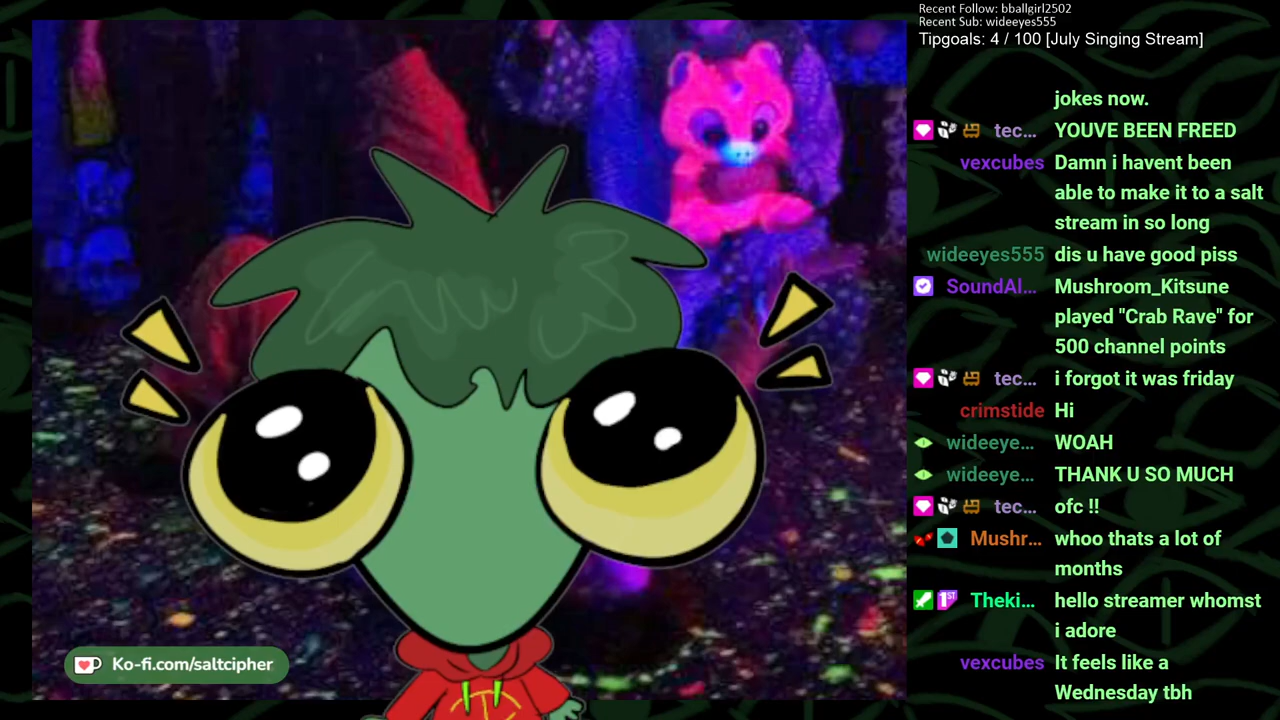 Recent Follow: bballgirl2502
Recent Sub: wideeyes555
Tipgoals: 4 / 100 [July Singing Stream]
jokes now.
tec... YOUVE BEEN FREED
vexcubes Damn i havent been
able to make it to a salt
stream in so long
wideeyes555 dis u have good piss
SoundAl... Mushroom_Kitsune
played "Crab Rave" for
500 channel points
tec... i forgot it was friday
crimstide Hi
wideeye... WOAH
wideeye... THANK U SO MUCH
tec... ofc !!
Mushr... whoo thats a lot of
months
1ST Theki... hello streamer whomst
i adore
vexcubes It feels like a
Wednesday tbh
Ko-fi.com/saltcipher